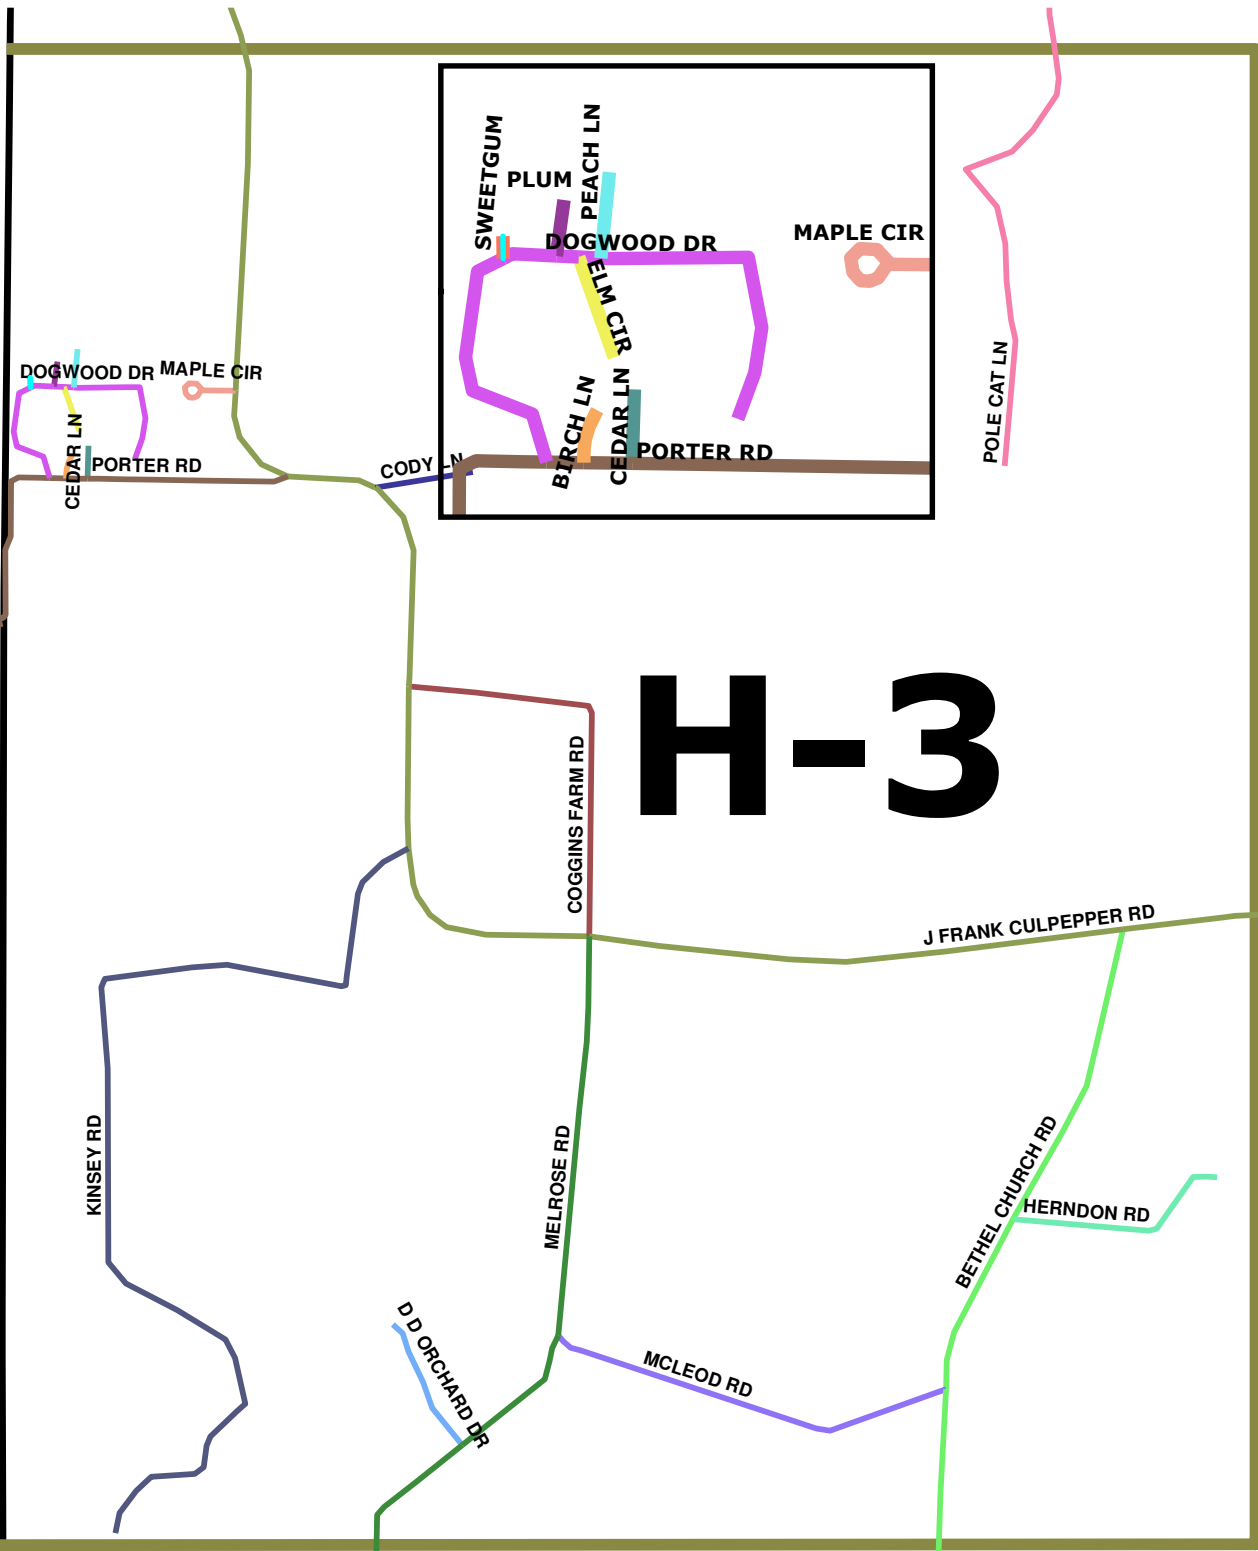 SWEETGUM
PLUM
PEACH LN
DOGWOOD DR
MAPLE CIR
ELM CIR
BIRCH LN
CEDAR LN
PORTER RD
DOGWOOD DR
MAPLE CIR
CEDAR LN
PORTER RD
CODY LN
POLE CAT LN
H-3
COGGINS FARM RD
J FRANK CULPEPPER RD
KINSEY RD
MELROSE RD
BETHEL CHURCH RD
HERNDON RD
D D ORCHARD DR
MCLEOD RD